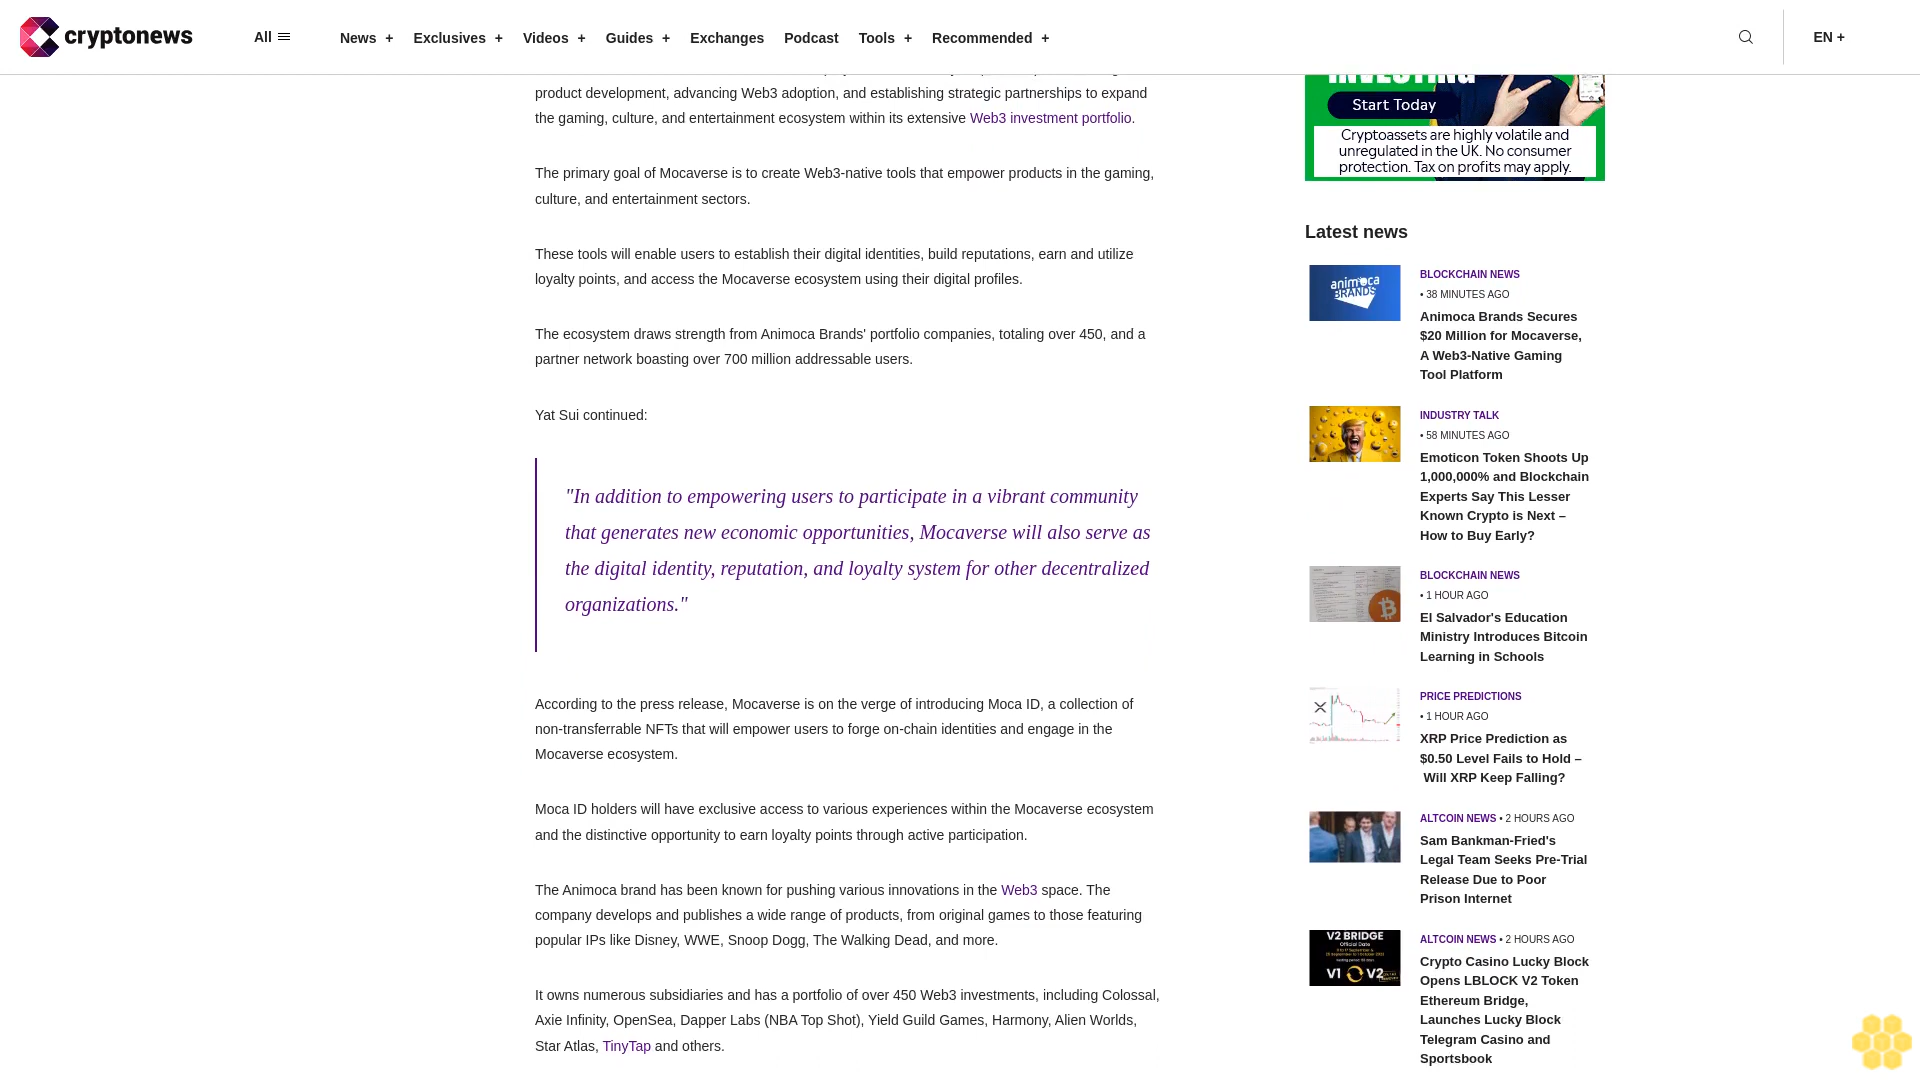 cryptonews
All
News + Exclusives + Videos + Guides + Exchanges Podcast Tools + Recommended +
EN +
product development, advancing Web3 adoption, and establishing strategic partnerships to expand
the gaming, culture, and entertainment ecosystem within its extensive Web3 investment portfolio.
The primary goal of Mocaverse is to create Web3-native tools that empower products in the gaming,
culture, and entertainment sectors.
These tools will enable users to establish their digital identities, build reputations, earn and utilize
loyalty points, and access the Mocaverse ecosystem using their digital profiles.
The ecosystem draws strength from Animoca Brands' portfolio companies, totaling over 450, and a
partner network boasting over 700 million addressable users.
Yat Sui continued:
"In addition to empowering users to participate in a vibrant community
that generates new economic opportunities, Mocaverse will also serve as
the digital identity, reputation, and loyalty system for other decentralized
organizations."
According to the press release, Mocaverse is on the verge of introducing Moca ID, a collection of
non-transferrable NFTs that will empower users to forge on-chain identities and engage in the
Mocaverse ecosystem.
Moca ID holders will have exclusive access to various experiences within the Mocaverse ecosystem
and the distinctive opportunity to earn loyalty points through active participation.
The Animoca brand has been known for pushing various innovations in the Web3 space. The
company develops and publishes a wide range of products, from original games to those featuring
popular IPs like Disney, WWE, Snoop Dogg, The Walking Dead, and more.
It owns numerous subsidiaries and has a portfolio of over 450 Web3 investments, including Colossal,
Axie Infinity, OpenSea, Dapper Labs (NBA Top Shot), Yield Guild Games, Harmony, Alien Worlds,
Star Atlas, TinyTap and others.
INVESTING
Start Today
Cryptoassets are highly volatile and
unregulated in the UK. No consumer
protection. Tax on profits may apply.
Latest news
animoca
BRANDS
BLOCKCHAIN NEWS
• 38 MINUTES AGO
Animoca Brands Secures
$20 Million for Mocaverse,
A Web3-Native Gaming
Tool Platform
INDUSTRY TALK
• 58 MINUTES AGO
Emoticon Token Shoots Up
1,000,000% and Blockchain
Experts Say This Lesser
Known Crypto is Next –
How to Buy Early?
BLOCKCHAIN NEWS
• 1 HOUR AGO
El Salvador's Education
Ministry Introduces Bitcoin
Learning in Schools
PRICE PREDICTIONS
• 1 HOUR AGO
XRP Price Prediction as
$0.50 Level Fails to Hold –
Will XRP Keep Falling?
ALTCOIN NEWS • 2 HOURS AGO
Sam Bankman-Fried's
Legal Team Seeks Pre-Trial
Release Due to Poor
Prison Internet
V2 BRIDGE
Official Date
V1 V2
ALTCOIN NEWS • 2 HOURS AGO
Crypto Casino Lucky Block
Opens LBLOCK V2 Token
Ethereum Bridge,
Launches Lucky Block
Telegram Casino and
Sportsbook